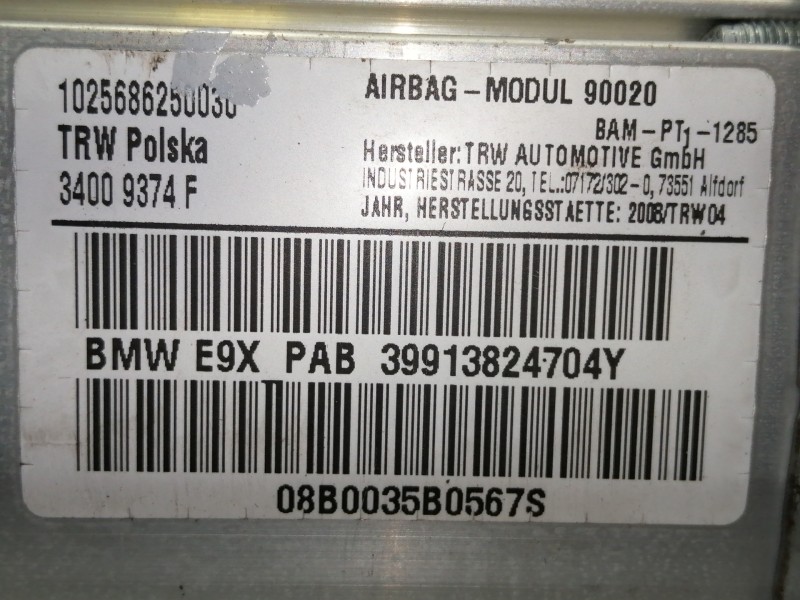 1025686250030
TRW Polska
3400 9374 F
AIRBAG-MODUL 90020
BAM-PT1-1285
Hersteller: TRW AUTOMOTIVE GmbH
INDUSTRIESTRASSE 20, TEL.:07172/302-0, 73551 Alfdorf
JAHR, HERSTELLUNGSSTAETTE: 2008/TRW04
BMW E9X PAB 39913824704Y
08B0035B0567S